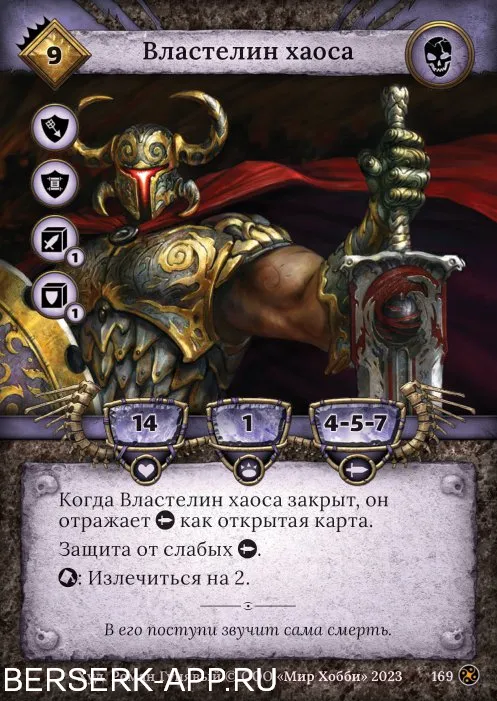 9
Властелин хаоса
1
1
14
1
4-5-7
Когда Властелин хаоса закрыт, он
отражает как открытая карта.
Защита от слабых .
: Излечиться на 2.
В его поступи звучит сама смерть.
ООО «Мир Хобби» 2023
169
BERSERK-APP.RU